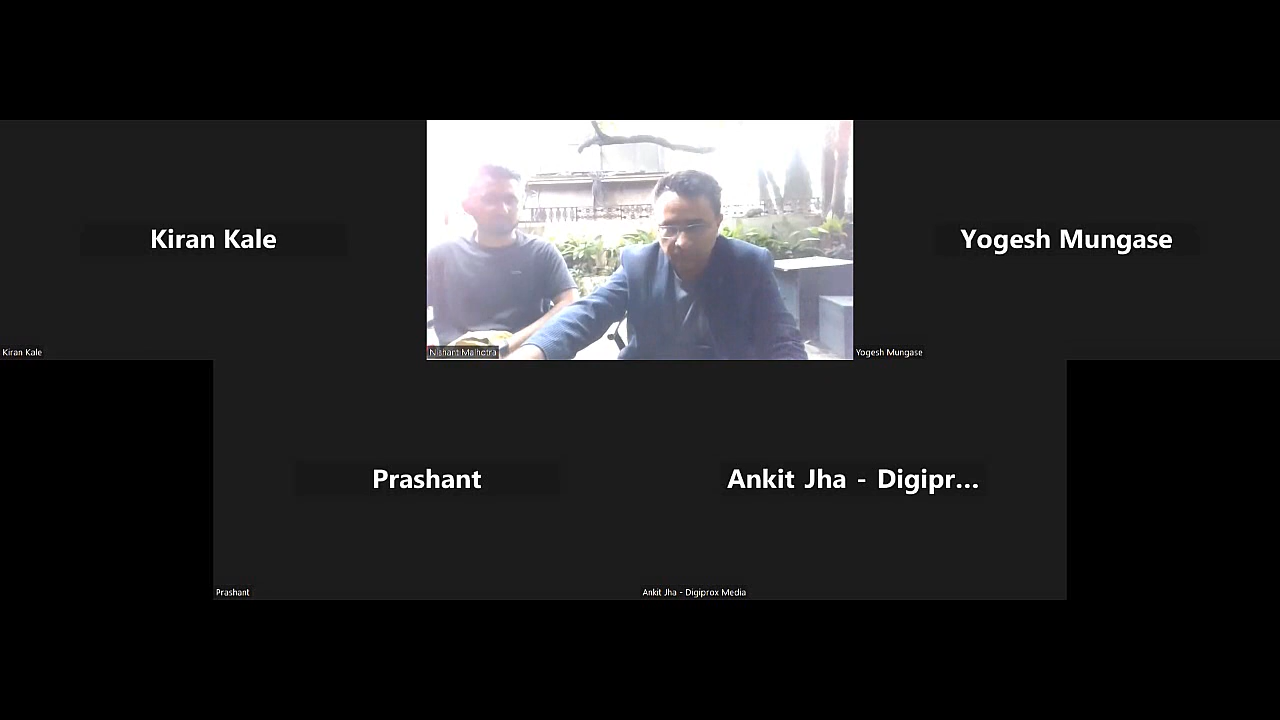 Kiran Kale
Yogesh Mungase
Kiran Kale
Nishant Malhotra
Yogesh Mungase
Prashant
Ankit Jha - Digipr...
Prashant
Ankit Jha - Digiprox Media